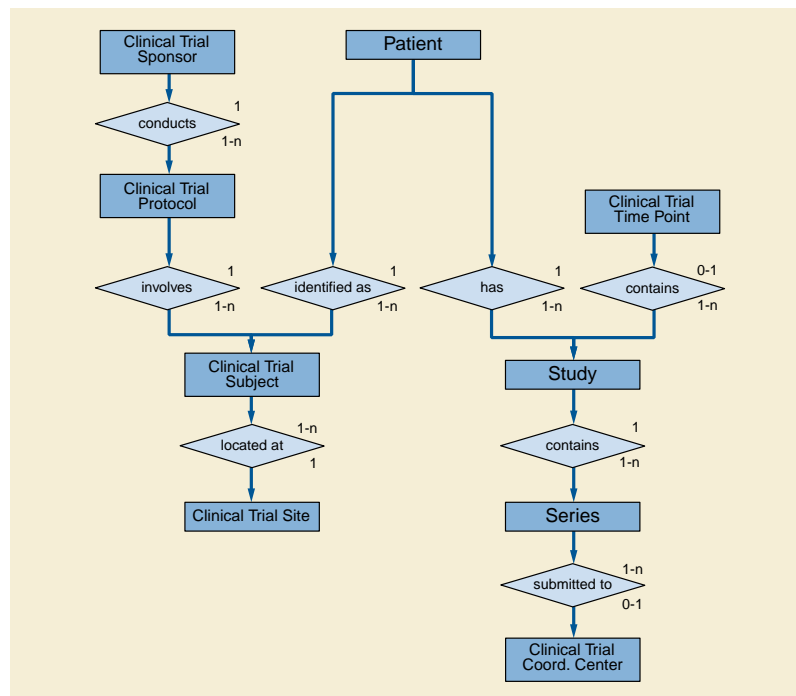 Clinical Trial
Sponsor
Patient
1
conducts
1-n
Clinical Trial
Protocol
Clinical Trial
Time Point
1
involves
1-n
1
identified as
1-n
1
has
1-n
0-1
contains
1-n
Clinical Trial
Subject
Study
1-n
located at
1
1
contains
1-n
Clinical Trial Site
Series
1-n
submitted to
0-1
Clinical Trial
Coord. Center